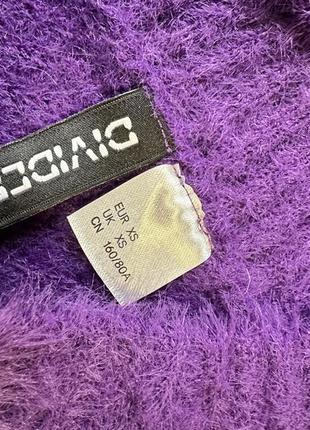 DIVIDE
EUR XS
UK XS
CN 160/80A